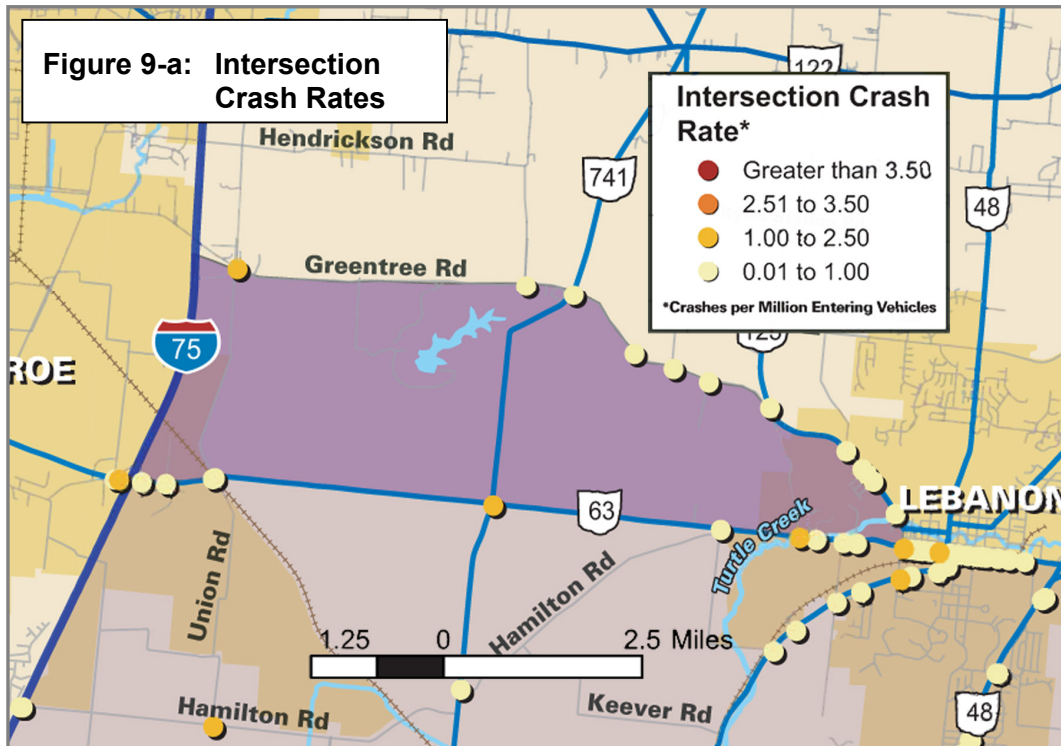 Figure 9-a: Intersection
Crash Rates
122
Intersection Crash
Rate*
Greater than 3.50
2.51 to 3.50
1.00 to 2.50
0.01 to 1.00
*Crashes per Million Entering Vehicles
Hendrickson Rd
741
48
Greentree Rd
123
75
ROE
LEBANON
63
Turtle Creek
Union Rd
Hamilton Rd
1.25 0 2.5 Miles
Hamilton Rd
Keever Rd
48